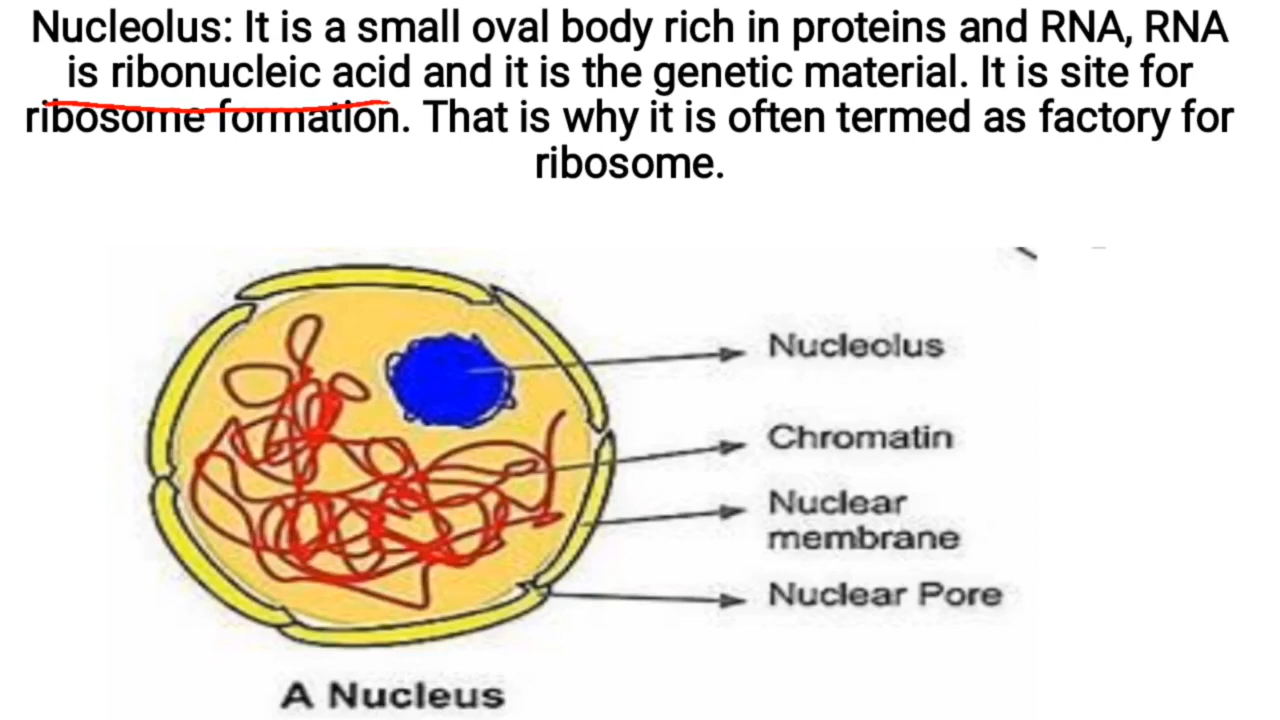 Nucleolus: It is a small oval body rich in proteins and RNA, RNA
is ribonucleic acid and it is the genetic material. It is site for
ribosome formation. That is why it is often termed as factory for
ribosome.
Nucleolus
Chromatin
Nuclear
membrane
Nuclear Pore
A Nucleus